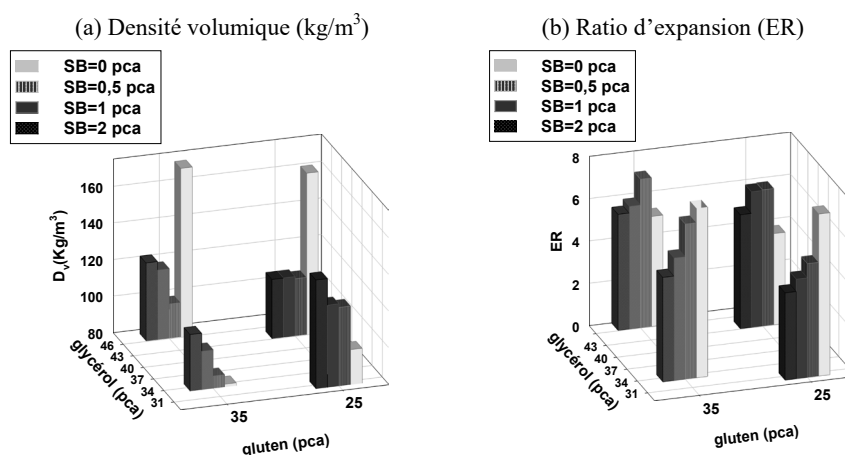 (a) Densité volumique (kg/m³)
SB=0 pca
SB=0,5 pca
SB=1 pca
SB=2 pca
160
140
120
100
80
Dv(Kg/m³)
46
43
40
37
34
31
glycérol (pca)
35
25
gluten (pca)
(b) Ratio d’expansion (ER)
SB=0 pca
SB=0,5 pca
SB=1 pca
SB=2 pca
8
6
4
2
0
ER
43
40
37
34
31
glycérol (pca)
35
25
gluten (pca)